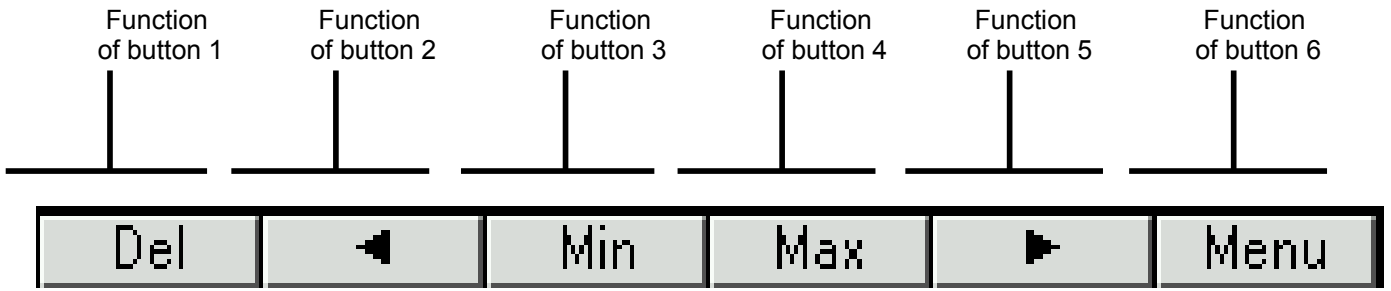 Function Function Function Function Function Function
of button 1 of button 2 of button 3 of button 4 of button 5 of button 6
Del ◄ Min Max ► Menu